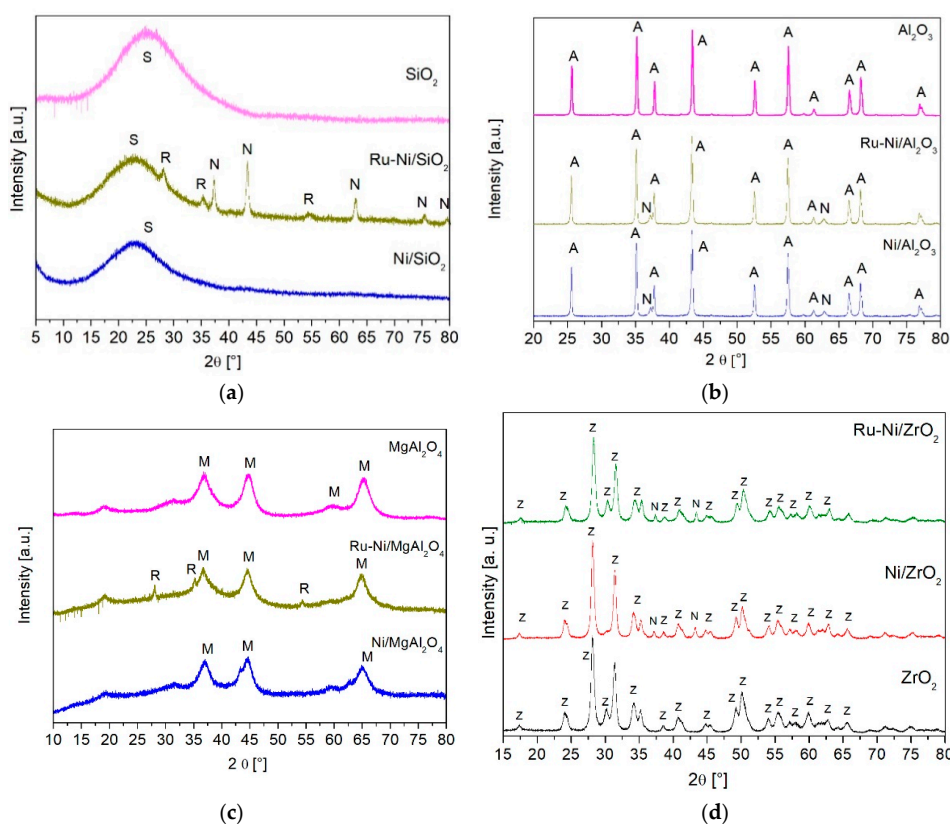 S
SiO2
Ru-Ni/SiO2
S
R
R
N
N
R
N
N
N
S
Ni/SiO2
Intensity [a.u.]
5 10 15 20 25 30 35 40 45 50 55 60 65 70 75 80
2θ [°]
(a)
Al2O3
A A A A A A A A A A
Ru-Ni/Al2O3
A A N A A A A A N A A
Ni/Al2O3
A A N A A A A A N A A A
Intensity [a.u.]
20 25 30 35 40 45 50 55 60 65 70 75 80
2 θ [°]
(b)
MgAl2O4
M M M M
Ru-Ni/MgAl2O4
R R M M R M
Ni/MgAl2O4
M M M
Intensity [a.u.]
10 15 20 25 30 35 40 45 50 55 60 65 70 75 80
2 θ [°]
(c)
Ru-Ni/ZrO2
Z Z Z Z Z Z N Z Z N Z Z Z Z Z Z Z Z Z
Ni/ZrO2
Z Z Z Z Z N Z Z N Z Z Z Z Z Z Z Z Z
ZrO2
Z Z Z Z Z Z Z Z Z Z Z Z Z Z Z Z Z
Intensity [a. u.]
15 20 25 30 35 40 45 50 55 60 65 70 75 80
2θ [°]
(d)